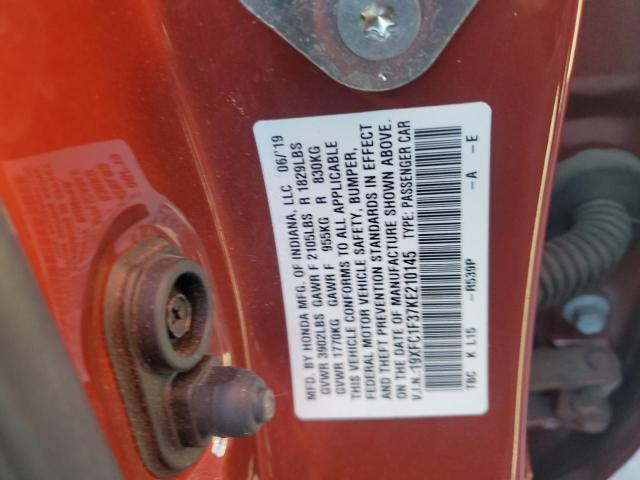 MFD. BY HONDA MFG. OF INDIANA, LLC 06/'19
GVWR 3902LBS GAWR F 2105LBS R 1829LBS
GVWR 1770KG GAWR F 955KG R 830KG
THIS VEHICLE CONFORMS TO ALL APPLICABLE
FEDERAL MOTOR VEHICLE SAFETY, BUMPER,
AND THEFT PREVENTION STANDARDS IN EFFECT
ON THE DATE OF MANUFACTURE SHOWN ABOVE.
V.I.N.-19XFC1F37KE210145 TYPE: PASSENGER CAR
TBC K L15 -R539P -A -E